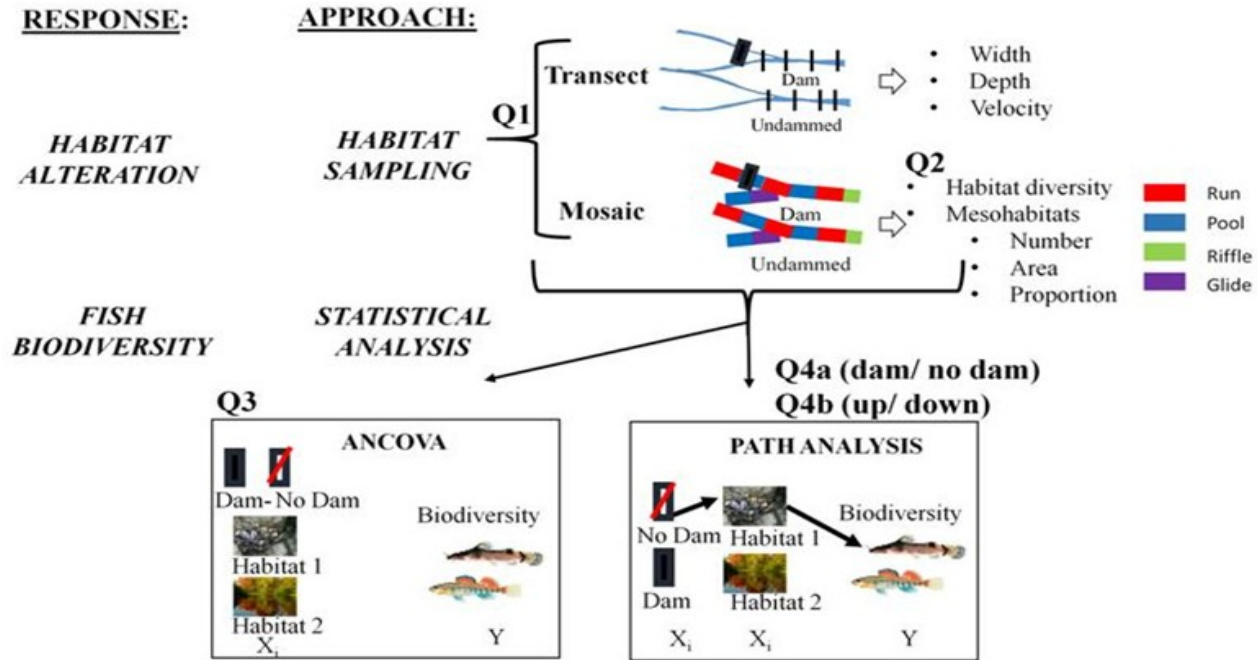 RESPONSE:
APPROACH:
HABITAT
ALTERATION
HABITAT
SAMPLING
Q1
Transect
Dam
Undammed
• Width
• Depth
• Velocity
Mosaic
Dam
Undammed
Q2
• Habitat diversity
• Mesohabitats
• Number
• Area
• Proportion
Run
Pool
Riffle
Glide
FISH
BIODIVERSITY
STATISTICAL
ANALYSIS
Q3
ANCOVA
Dam- No Dam
Habitat 1
Habitat 2
Xi
Biodiversity
Y
Q4a (dam/ no dam)
Q4b (up/ down)
PATH ANALYSIS
No Dam
Dam
Xi
Habitat 1
Habitat 2
Xi
Biodiversity
Y